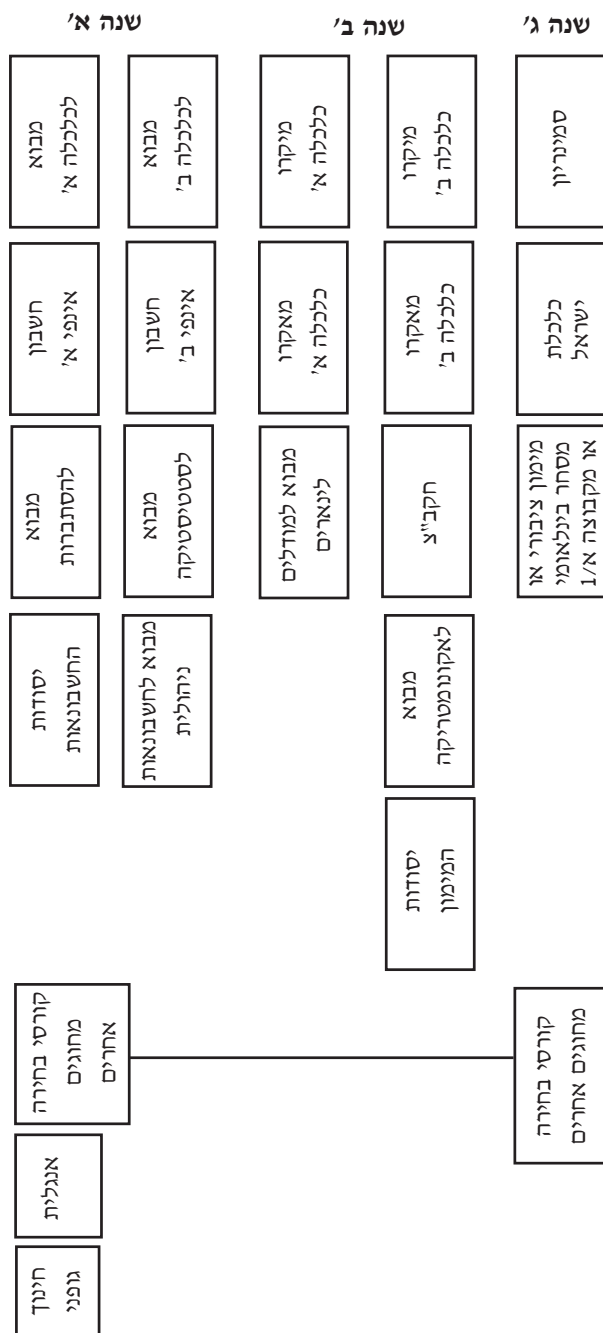 שנה א'
מבוא
לכלכלה א'
חשבון
אינפי א'
מבוא
להסתברות
יסודות
החשבונאות
מבוא
לכלכלה ב'
חשבון
אינפי ב'
מבוא
לסטטיסטיקה
מבוא לחשבונאות
ניהולית
שנה ב'
מיקרו
כלכלה א'
מאקרו
כלכלה א'
מבוא למודלים
לינארים
מיקרו
כלכלה ב'
מאקרו
כלכלה ב'
חקב"צ
מבוא
לאקונומטריקה
יסודות
המימון
שנה ג'
סמינריון
כלכלת
ישראל
מימון ציבורי או
מסחר בינלאומי
או מקבוצה א/1
קורסי בחירה
מחוגים
אחרים
קורסי בחירה
מחוגים אחרים
אנגלית
חינוך
גופני